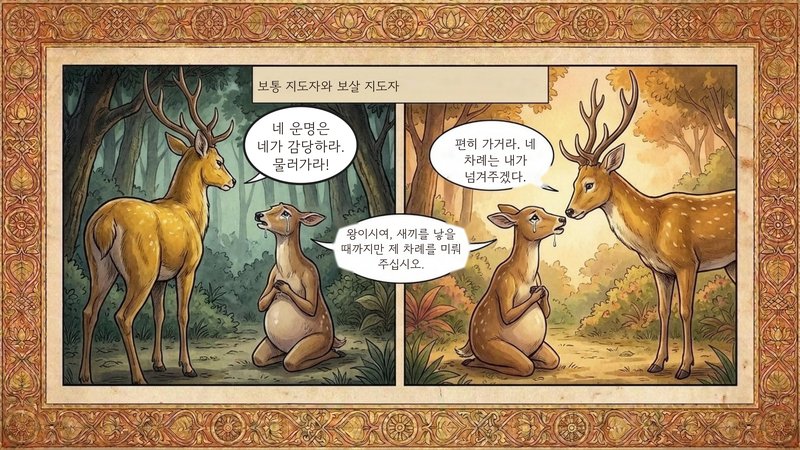 보통 지도자와 보살 지도자
네 운명은
네가 감당하라.
물러가라!
왕이시여, 새끼를 낳을
때까지만 제 차례를 미뤄
주십시오.
편히 가거라. 네
차례는 내가
넘겨주겠다.